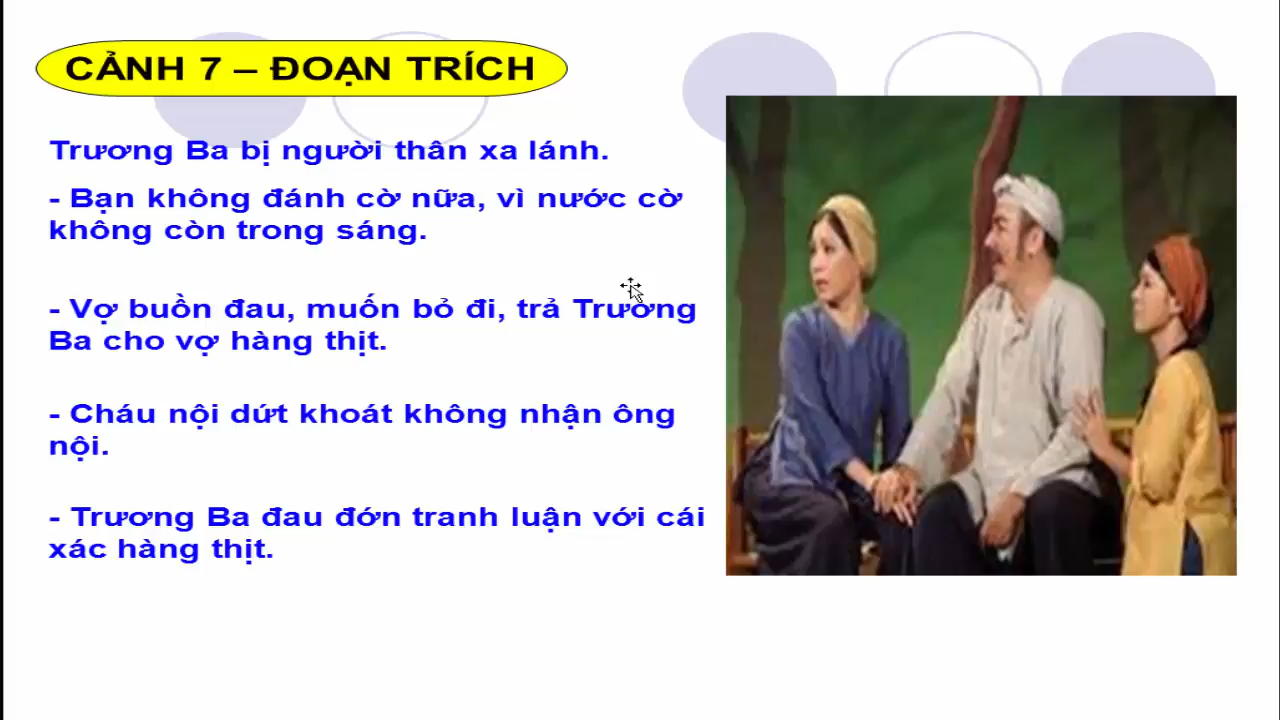 CẢNH 7 – ĐOẠN TRÍCH
Trương Ba bị người thân xa lánh.
- Bạn không đánh cờ nữa, vì nước cờ
không còn trong sáng.
- Vợ buồn đau, muốn bỏ đi, trả Trương
Ba cho vợ hàng thịt.
- Cháu nội dứt khoát không nhận ông
nội.
- Trương Ba đau đớn tranh luận với cái
xác hàng thịt.